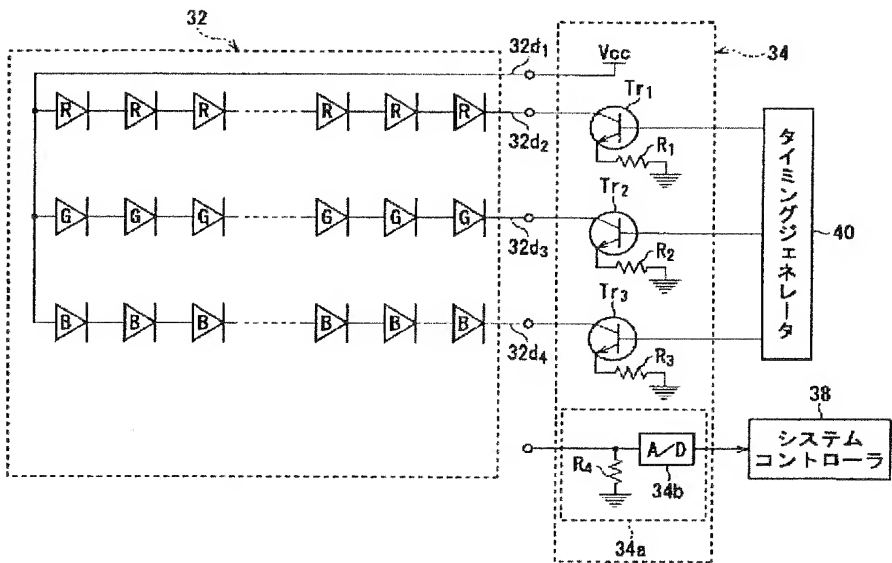 32
32d1
Vcc
34
R R R R R R
32d2
Tr1
R1
G G G G G G
32d3
Tr2
R2
B B B B B B
32d4
Tr3
R3
タイミングジェネレータ
40
R4
A/D
34b
34a
38
システム
コントローラ